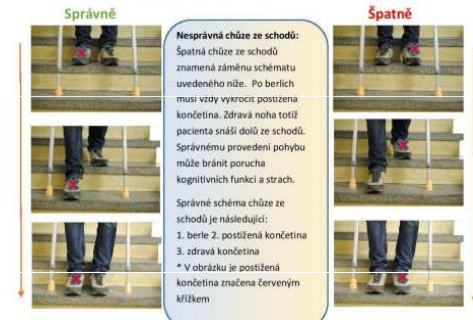 Správně
Špatně
Nesprávná chůze ze schodů:
Špatná chůze ze schodů
znamená záměnu schématu
uvedeného níže. Po berlích
musí vždy vykročit postižená
končetina. Zdravá noha totiž
pacienta snáší dolů ze schodů.
Správnému provedení pohybu
může bránit porucha
kognitivních funkcí a strach.
Správné schéma chůze ze
schodů je následující:
1. berle 2. postižená končetina
3. zdravá končetina
* V obrázku je postižená
končetina značena červeným
křížkem